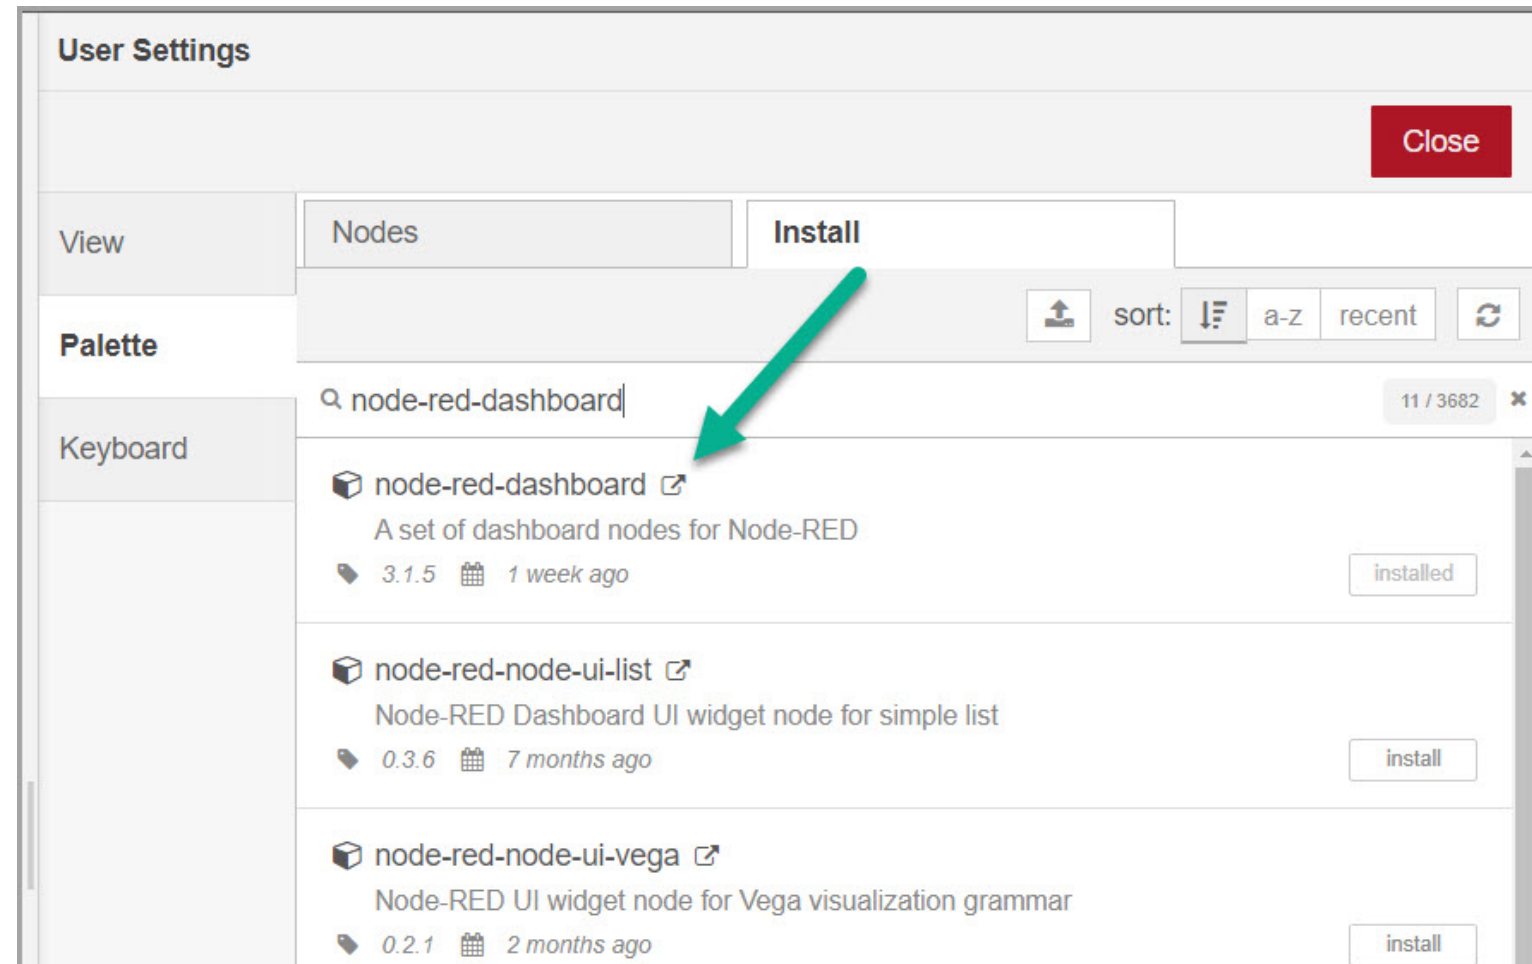 User Settings
Close
View
Nodes
Install
sort:
a-z
recent
Palette
node-red-dashboard
11 / 3682
Keyboard
node-red-dashboard
A set of dashboard nodes for Node-RED
3.1.5 1 week ago
installed
node-red-node-ui-list
Node-RED Dashboard UI widget node for simple list
0.3.6 7 months ago
install
node-red-node-ui-vega
Node-RED UI widget node for Vega visualization grammar
0.2.1 2 months ago
install